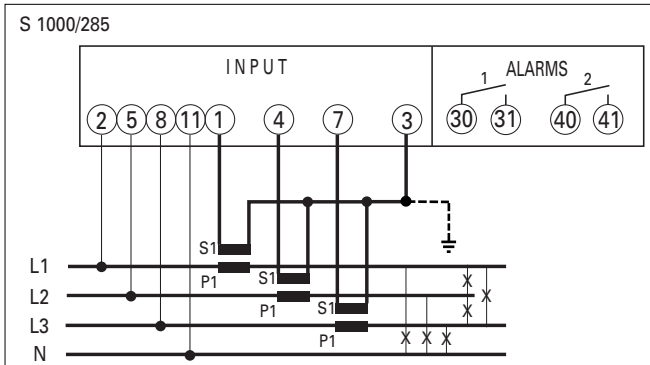 S 1000/285
INPUT
ALARMS
1
2
2 5 8 11 1 4 7 3
30 31 40 41
S1
L1
P1
S1
L2
P1
S1
L3
P1
N